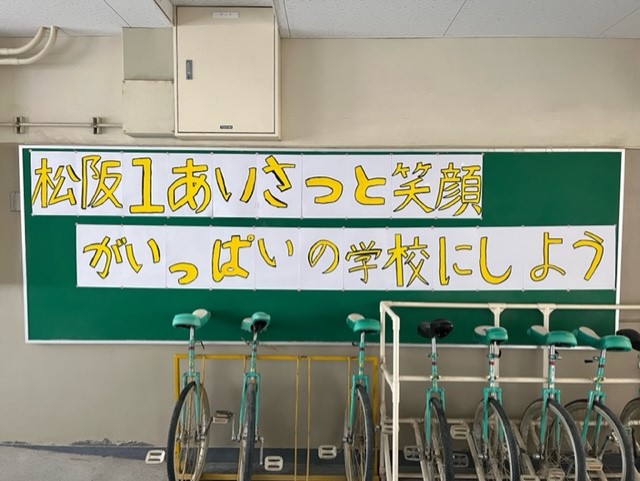 松阪1あいさっと笑顔
がいっぱいの学校にしよう